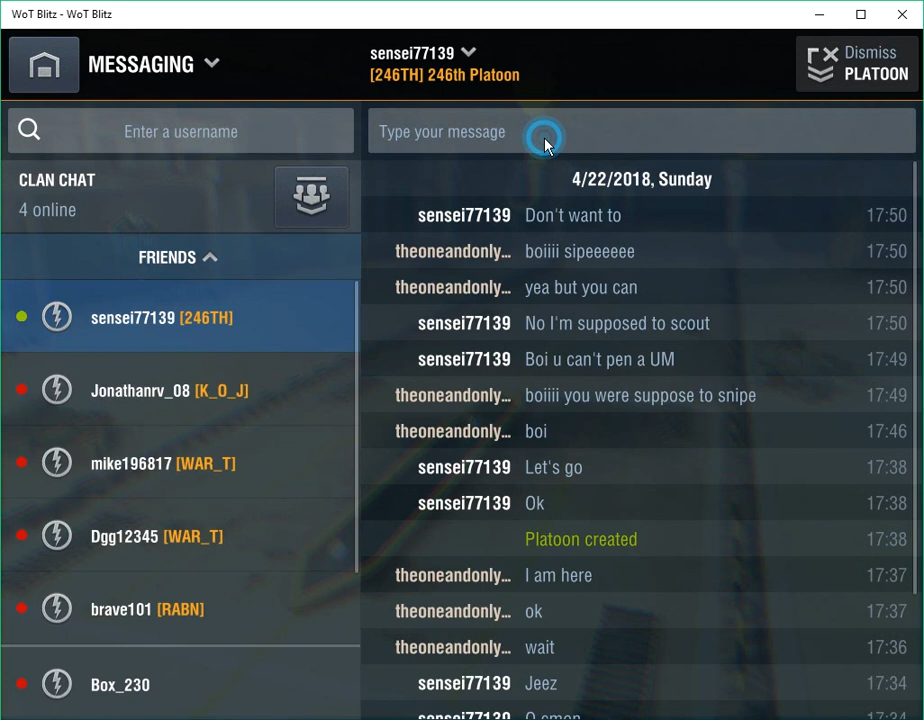 WoT Blitz - WoT Blitz
MESSAGING
sensei77139
[246TH] 246th Platoon
Dismiss
PLATOON
Enter a username
Type your message
CLAN CHAT
4 online
FRIENDS
sensei77139 [246TH]
Jonathanrv_08 [K_O_J]
mike196817 [WAR_T]
Dgg12345 [WAR_T]
brave101 [RABN]
Box_230
4/22/2018, Sunday
sensei77139 Don't want to 17:50
theoneandonly... boiiii sipeeeeee 17:50
theoneandonly... yea but you can 17:50
sensei77139 No I'm supposed to scout 17:50
sensei77139 Boi u can't pen a UM 17:49
theoneandonly... boiiii you were suppose to snipe 17:49
theoneandonly... boi 17:46
sensei77139 Let's go 17:38
sensei77139 Ok 17:38
Platoon created 17:38
theoneandonly... I am here 17:37
theoneandonly... ok 17:37
theoneandonly... wait 17:36
sensei77139 Jeez 17:34
sensei77139 17:34